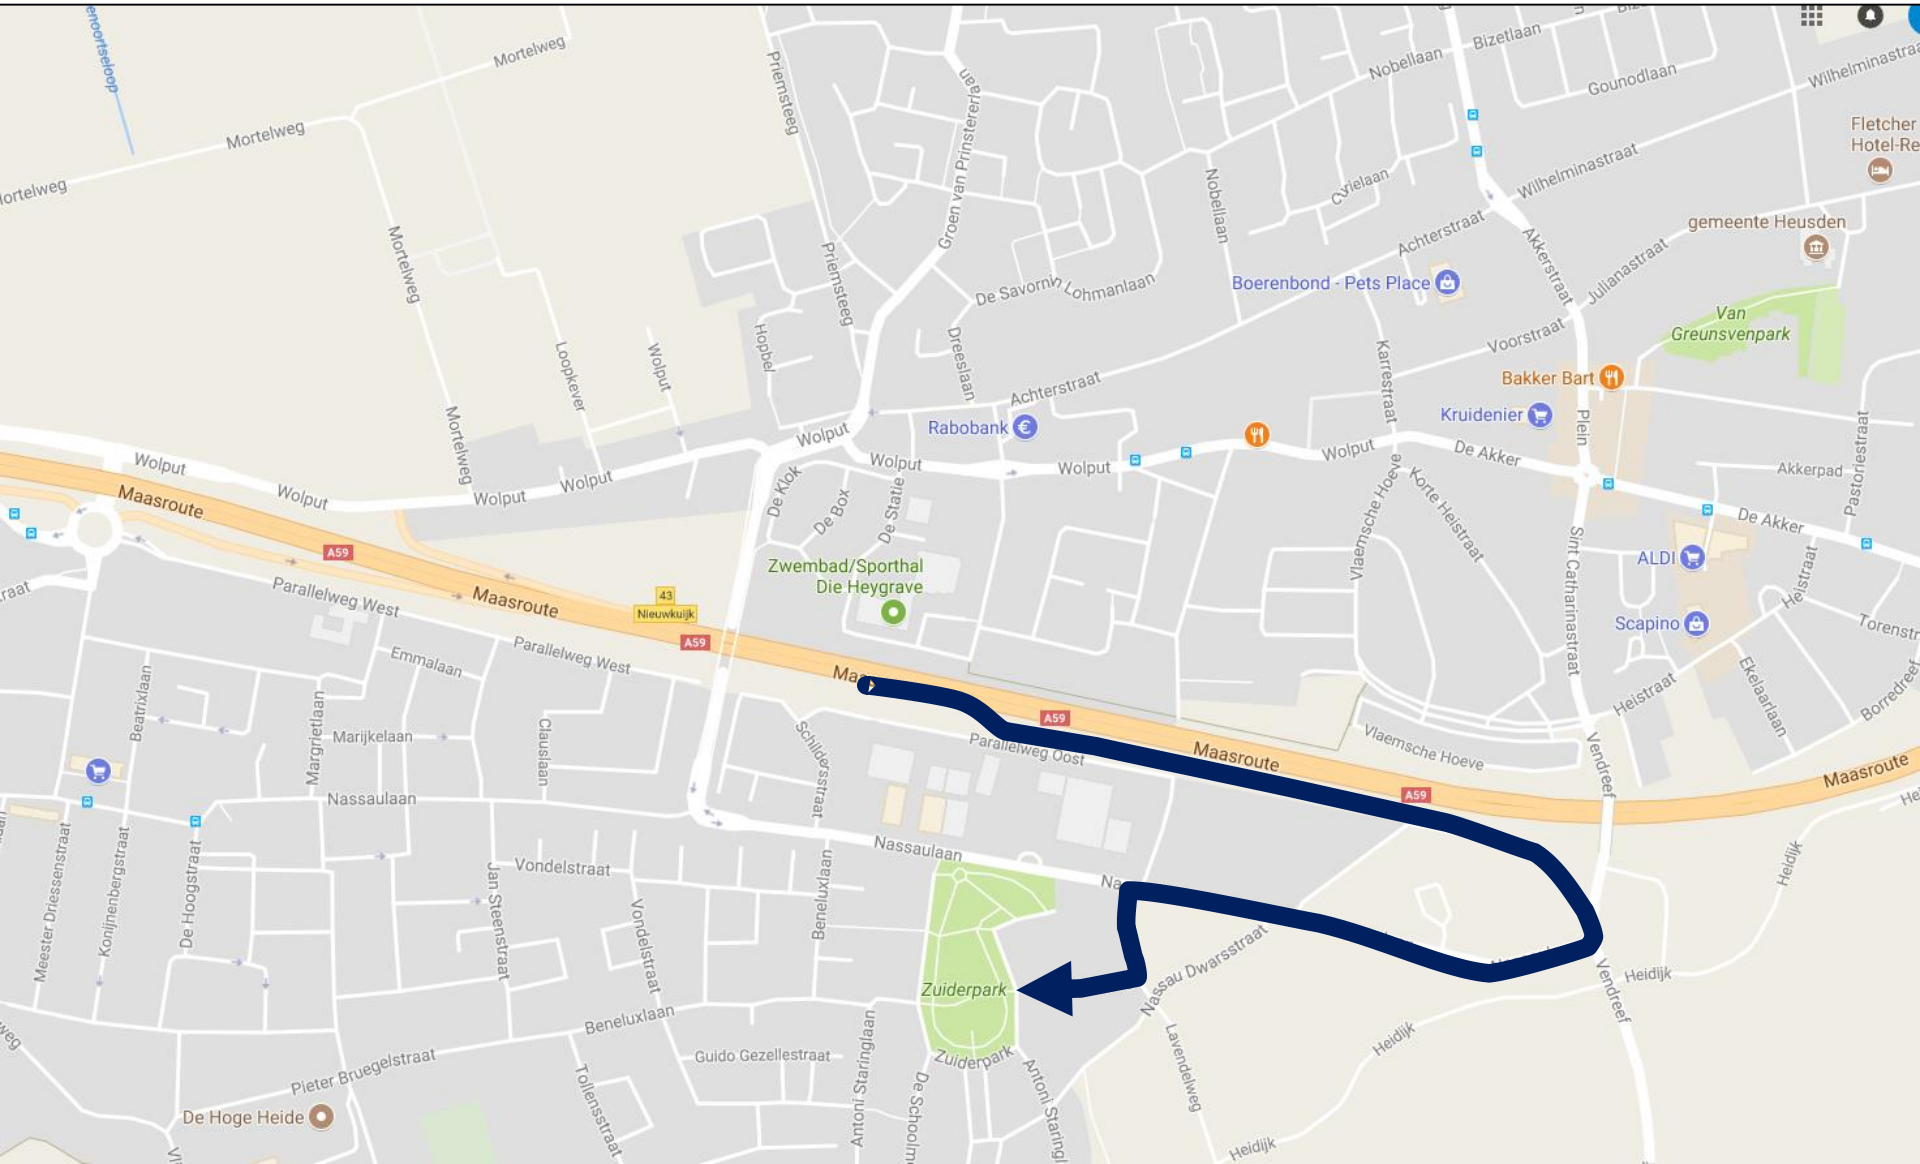 enoortseloop
Mortelweg
Mortelweg
Mortelweg
Mortelweg
Priemsteeg
Priemsteeg
Groen van Prinstererlaan
Nobellaan
Bizetlaan
Gounodlaan
Wilhelminastraa
Wilhelminastraat
Fletcher
Hotel-Re
Nobellaan
Achterstraat
Akkerstraat
Julianastraat
gemeente Heusden
Boerenbond - Pets Place
De Savornin Lohmanlaan
Van
Greunsvenpark
Voorstraat
Hopbel
Loopkever
Wolput
Dreeslaan
Achterstraat
Karrestraat
Bakker Bart
Kruidenier
Plein
Rabobank
Mortelweg
Wolput
Wolput
Wolput
Wolput
De Akker
Akkerpad
Pastoriestraat
Wolput
Wolput
Wolput
Wolput
De Klok
De Box
De Statie
Vlaemsche Hoeve
Korte Heistraat
De Akker
Maasroute
A59
Zwembad/Sporthal
Die Heygrave
Sint Catharinastraat
ALDI
Heistraat
Scapino
Torenstr
Parallelweg West
Maasroute
43
Nieuwkuijk
A59
Parallelweg West
Emmalaan
Beatrixlaan
Margrietlaan
Marijkelaan
Clauslaan
Ekelaarlaan
Borredreef
Heistraat
A59
Parallelweg Oost
Maasroute
Vlaemsche Hoeve
Vendreef
Maasroute
A59
Schildersstraat
Nassaulaan
Nassaulaan
Vondelstraat
Meester Driessenstraat
Konijnenbergstraat
De Hoogstraat
Jan Steenstraat
Vondelstraat
Beneluxlaan
Heidijk
Nassau Dwarsstraat
Zuiderpark
Heidijk
Vendreef
Beneluxlaan
Guido Gezellestraat
Antoni Staringlaan
Zuiderpark
Antoni Staringl
Lavendelweg
Heidijk
Pieter Bruegelstraat
De Hoge Heide
Tollensstraat
De Schoolm
Heidijk